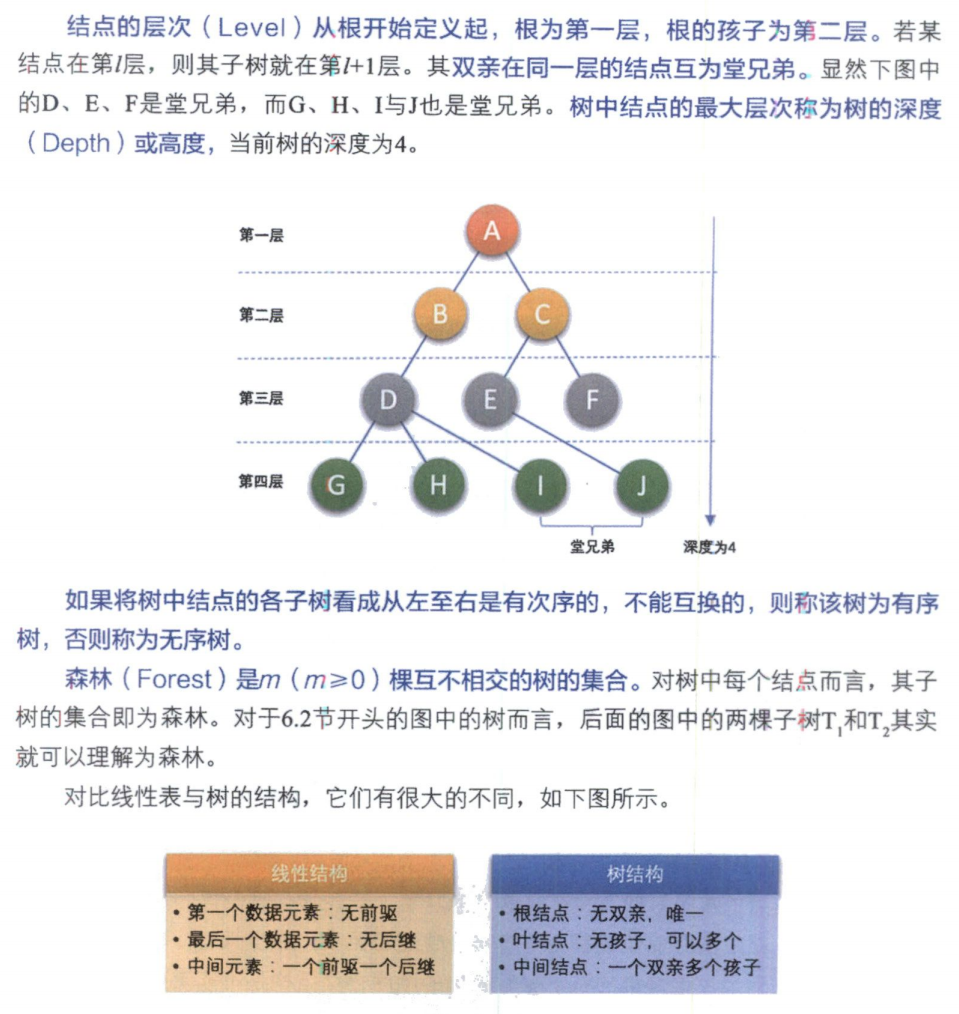 结点的层次（Level）从根开始定义起，根为第一层，根的孩子为第二层。若某
结点在第l层，则其子树就在第l+1层。其双亲在同一层的结点互为堂兄弟。显然下图中
的D、E、F是堂兄弟，而G、H、I与J也是堂兄弟。树中结点的最大层次称为树的深度
（Depth）或高度，当前树的深度为4。
第一层
A
第二层
B
C
第三层
D
E
F
第四层
G
H
I
J
堂兄弟
深度为4
如果将树中结点的各子树看成从左至右是有次序的，不能互换的，则称该树为有序
树，否则称为无序树。
森林（Forest）是m（m≥0）棵互不相交的树的集合。对树中每个结点而言，其子
树的集合即为森林。对于6.2节开头的图中的树而言，后面的图中的两棵子树T₁和T₂其实
就可以理解为森林。
对比线性表与树的结构，它们有很大的不同，如下图所示。
线性结构
• 第一个数据元素：无前驱
• 最后一个数据元素：无后继
• 中间元素：一个前驱一个后继
树结构
• 根结点：无双亲，唯一
• 叶结点：无孩子，可以多个
• 中间结点：一个双亲多个孩子